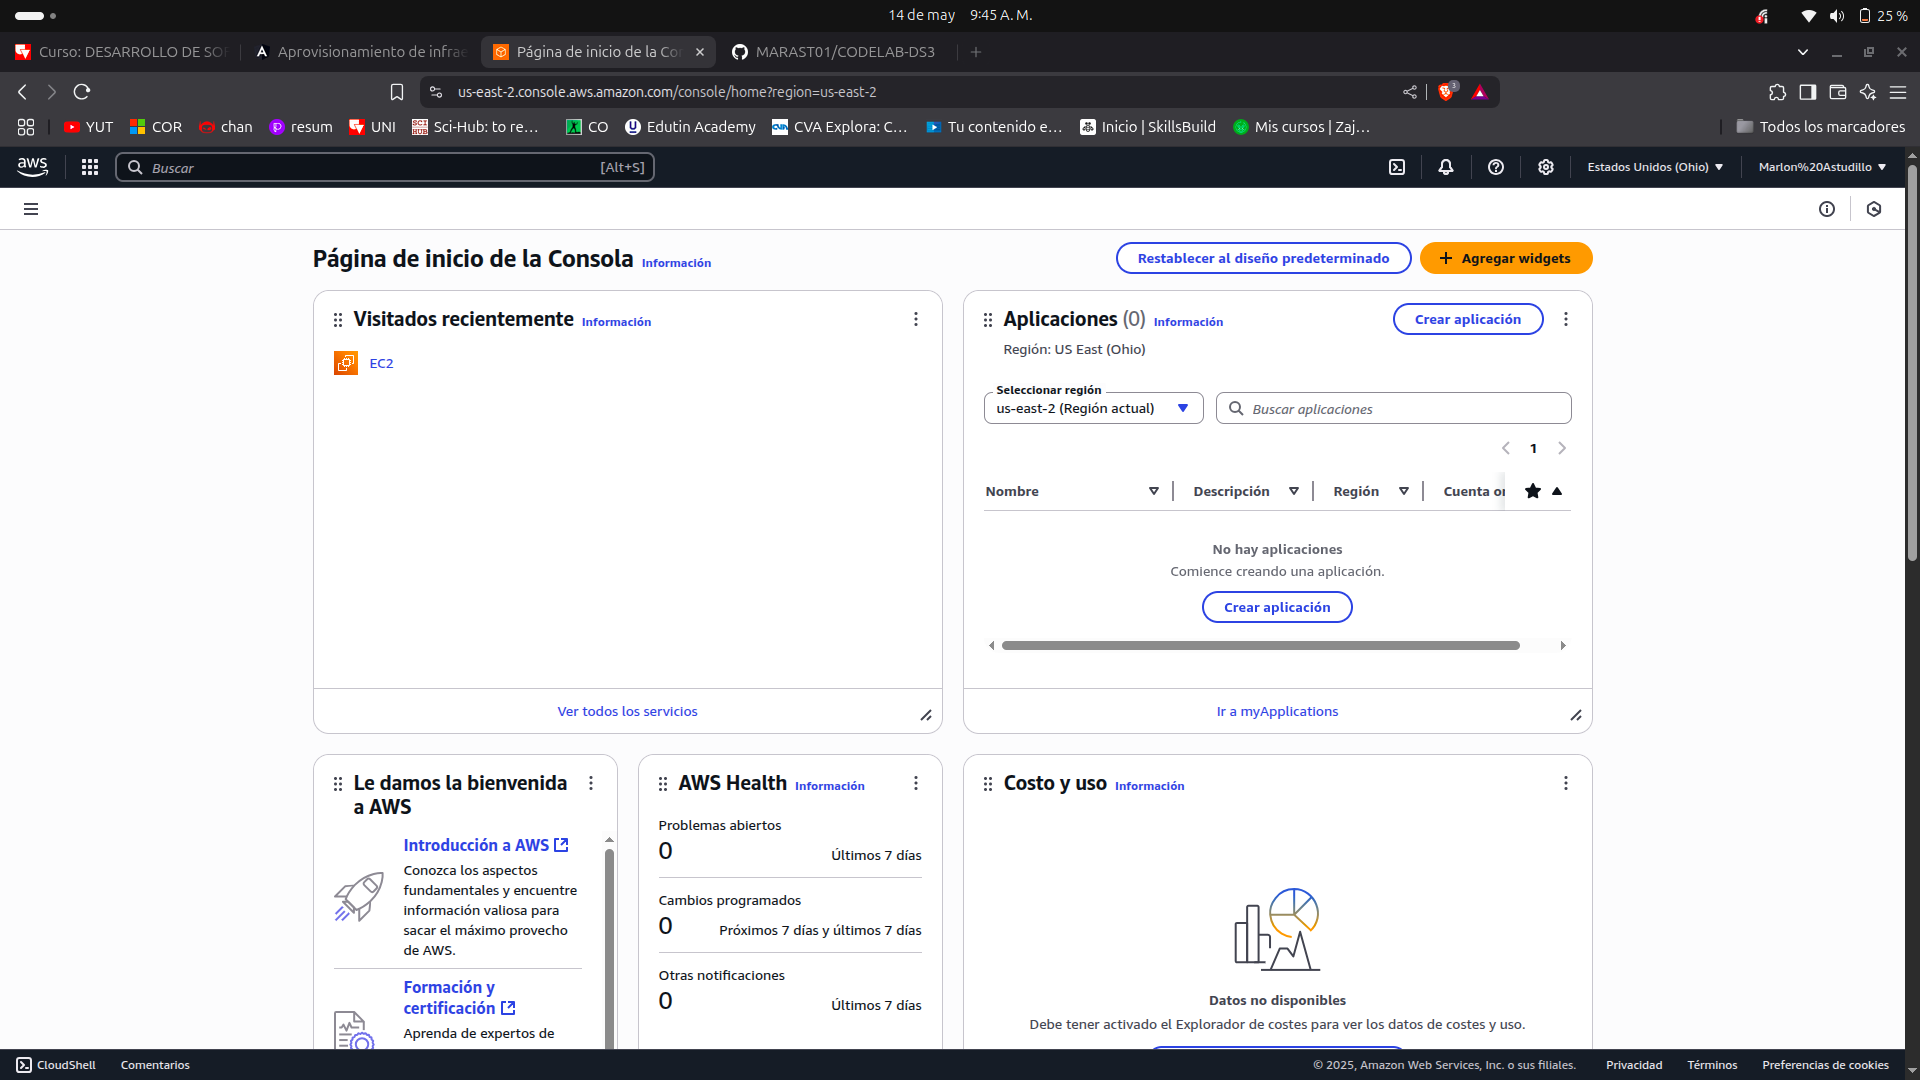 14 de may 9:45 A. M.
25 %
Curso: DESARROLLO DE SOF
Aprovisionamiento de infrae
Página de inicio de la Con
MARAST01/CODELAB-DS3
us-east-2.console.aws.amazon.com/console/home?region=us-east-2
3
YUT
COR
chan
resum
UNI
Sci-Hub: to re…
CO
Edutin Academy
CVA Explora: C…
Tu contenido e…
Inicio | SkillsBuild
Mis cursos | Zaj…
Todos los marcadores
aws
Buscar
[Alt+S]
Estados Unidos (Ohio)
Marlon%20Astudillo
Página de inicio de la Consola Información
Restablecer al diseño predeterminado
Agregar widgets
Visitados recientemente Información
EC2
Ver todos los servicios
Aplicaciones (0) Información
Crear aplicación
Región: US East (Ohio)
Seleccionar región
us-east-2 (Región actual)
Buscar aplicaciones
1
Nombre
Descripción
Región
Cuenta or
No hay aplicaciones
Comience creando una aplicación.
Crear aplicación
Ir a myApplications
Le damos la bienvenida
a AWS
Introducción a AWS
Conozca los aspectos
fundamentales y encuentre
información valiosa para
sacar el máximo provecho
de AWS.
Formación y
certificación
Aprenda de expertos de
AWS Health Información
Problemas abiertos
0
Últimos 7 días
Cambios programados
0
Próximos 7 días y últimos 7 días
Otras notificaciones
0
Últimos 7 días
Costo y uso Información
Datos no disponibles
Debe tener activado el Explorador de costes para ver los datos de costes y uso.
CloudShell
Comentarios
© 2025, Amazon Web Services, Inc. o sus filiales.
Privacidad
Términos
Preferencias de cookies